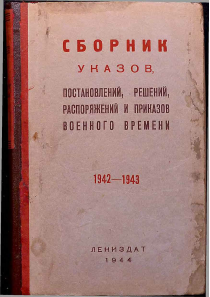 СБОРНИК
УКАЗОВ,
ПОСТАНОВЛЕНИЙ, РЕШЕНИЙ,
РАСПОРЯЖЕНИЙ И ПРИКАЗОВ
ВОЕННОГО ВРЕМЕНИ
1942—1943
ЛЕНИЗДАТ
1944